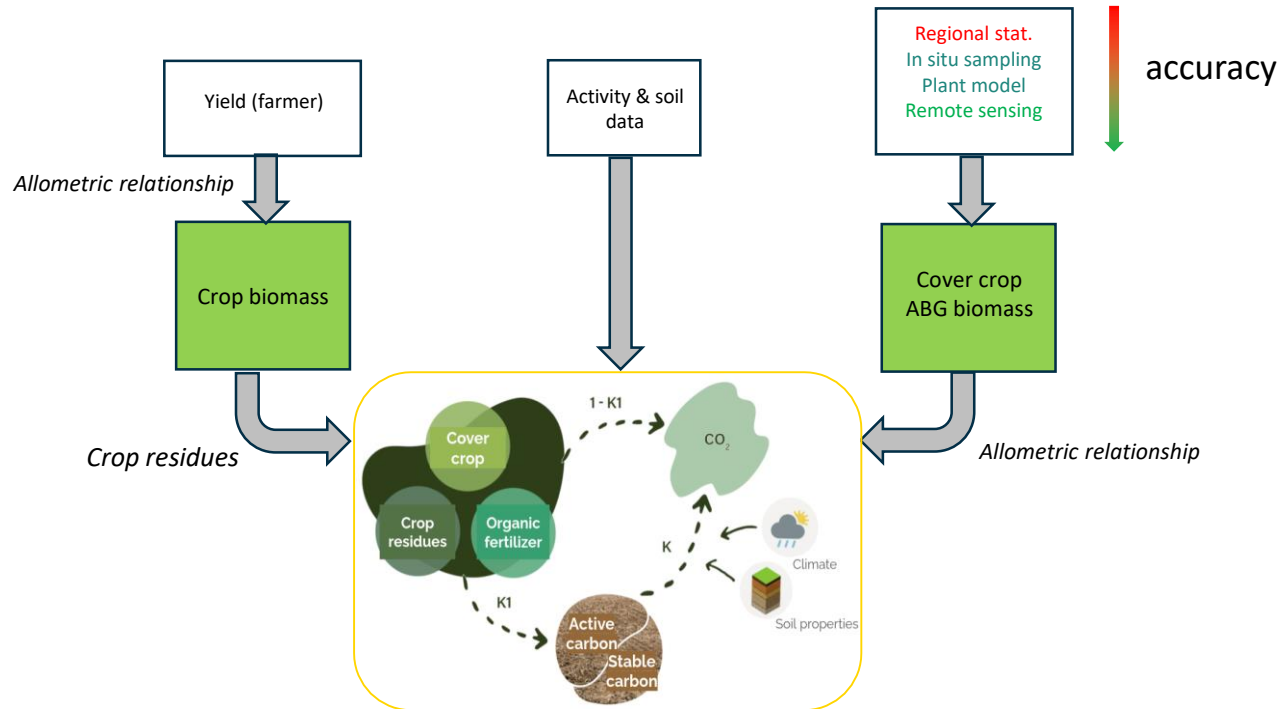 Regional stat.
In situ sampling
Plant model
Remote sensing
accuracy
Yield (farmer)
Activity & soil
data
Allometric relationship
Crop biomass
Cover crop
ABG biomass
Crop residues
Allometric relationship
1 - K1
CO₂
Cover
crop
Crop
residues
Organic
fertilizer
K
Climate
K1
Soil properties
Active
carbon
Stable
carbon